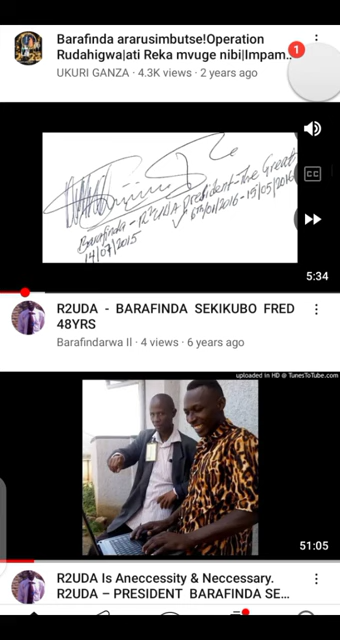 Barafinda ararusimbutse!Operation
Rudahigwa|ati Reka mvuge nibi|Impam...
1
UKURI GANZA · 4.3K views · 2 years ago
CC
Barafinda - R2UDA President - The Great
14/07/2015
5:34
R2UDA - BARAFINDA SEKIKUBO FRED
48YRS
Barafindarwa II · 4 views · 6 years ago
uploaded in HD @ TunesToTube.com
51:05
R2UDA Is Aneccessity & Neccessary.
R2UDA – PRESIDENT BARAFINDA SE...